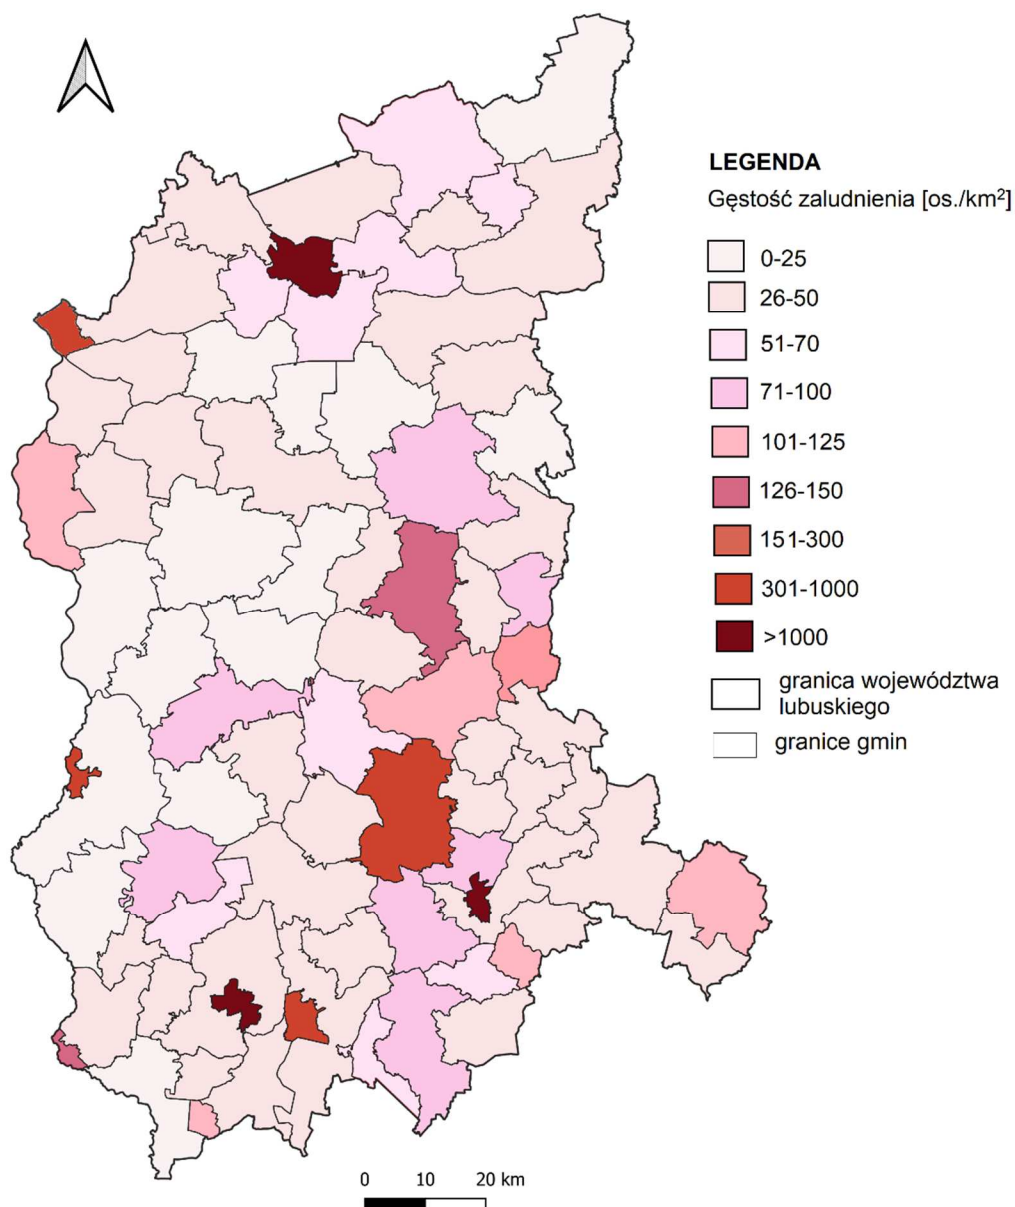 LEGENDA
Gęstość zaludnienia [os./km²]
0-25
26-50
51-70
71-100
101-125
126-150
151-300
301-1000
>1000
granica województwa
lubuskiego
granice gmin
0 10 20 km